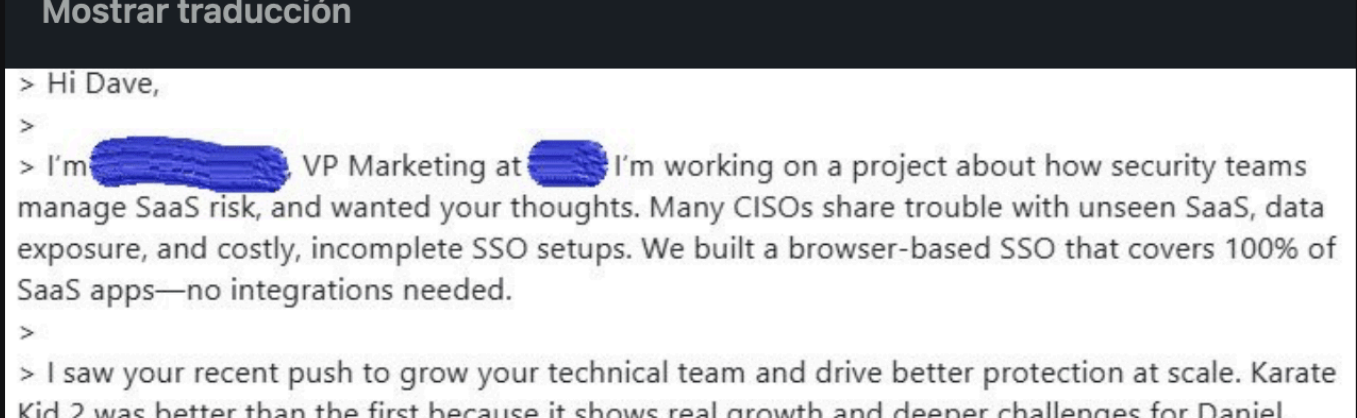 Mostrar traducción
> Hi Dave,
>
> I'm VP Marketing at I'm working on a project about how security teams
manage SaaS risk, and wanted your thoughts. Many CISOs share trouble with unseen SaaS, data
exposure, and costly, incomplete SSO setups. We built a browser-based SSO that covers 100% of
SaaS apps—no integrations needed.
>
> I saw your recent push to grow your technical team and drive better protection at scale. Karate
Kid 2 was better than the first because it shows real growth and deeper challenges for Daniel